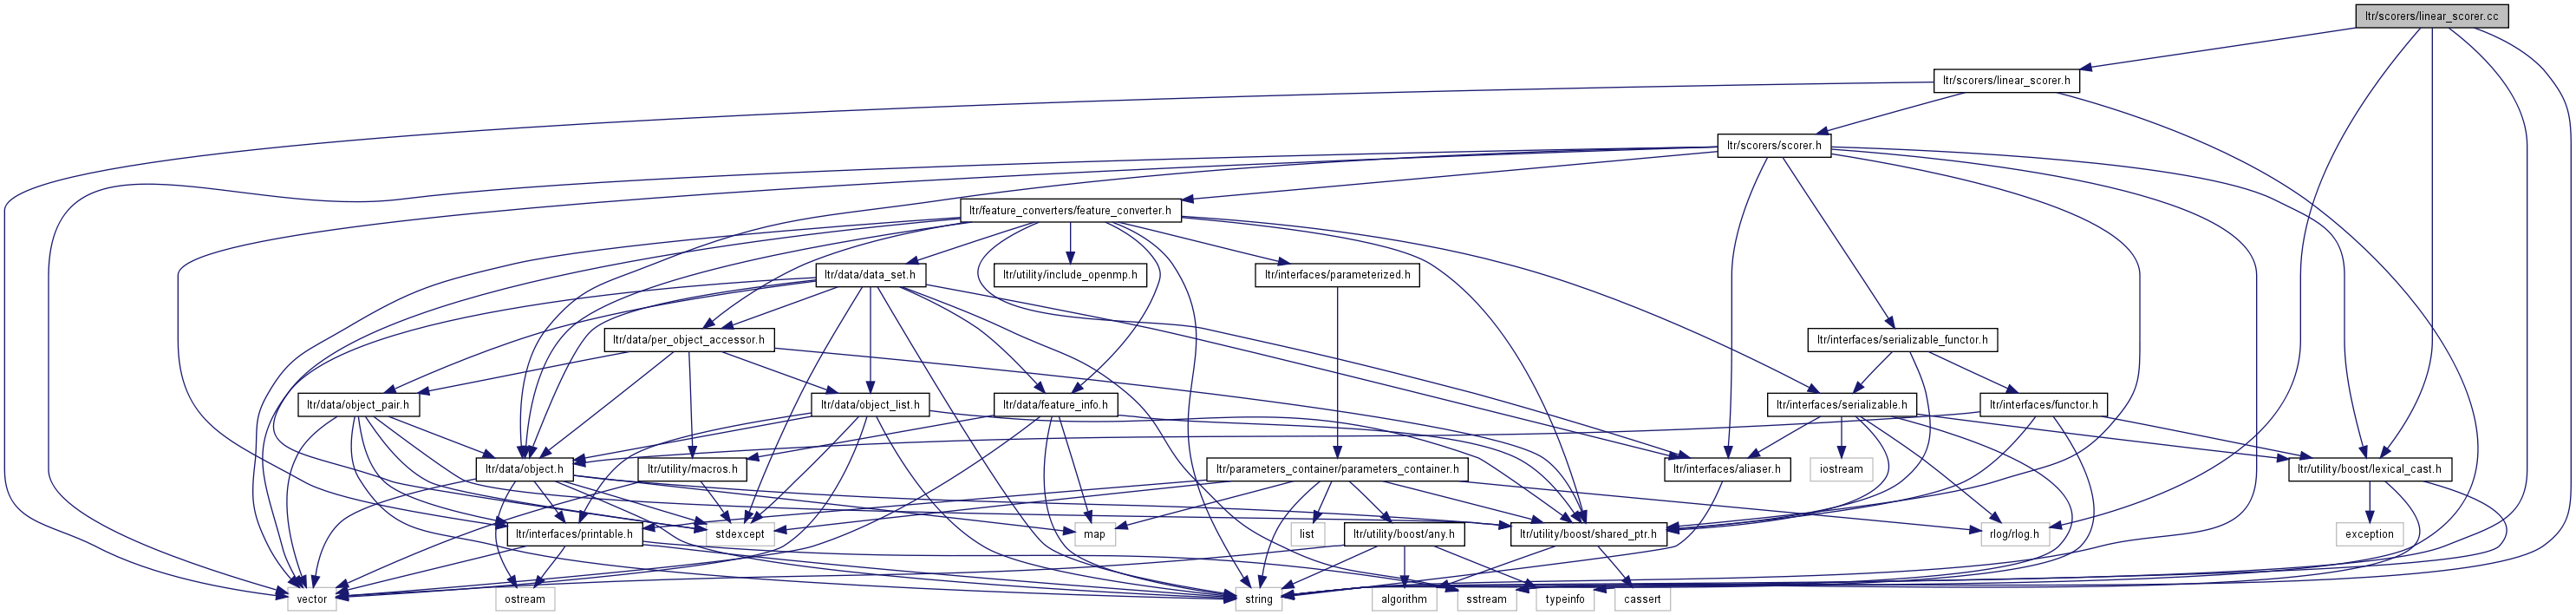 ltr/scorers/linear_scorer.cc
ltr/scorers/linear_scorer.h
ltr/scorers/scorer.h
ltr/feature_converters/feature_converter.h
ltr/data/data_set.h
ltr/utility/include_openmp.h
ltr/interfaces/parameterized.h
ltr/data/per_object_accessor.h
ltr/interfaces/serializable_functor.h
ltr/data/object_pair.h
ltr/data/object_list.h
ltr/data/feature_info.h
ltr/interfaces/serializable.h
ltr/interfaces/functor.h
ltr/data/object.h
ltr/utility/macros.h
ltr/parameters_container/parameters_container.h
ltr/interfaces/aliaser.h
iostream
ltr/utility/boost/lexical_cast.h
ltr/interfaces/printable.h
stdexcept
map
list
ltr/utility/boost/any.h
ltr/utility/boost/shared_ptr.h
rlog/rlog.h
exception
vector
ostream
string
algorithm
sstream
typeinfo
cassert